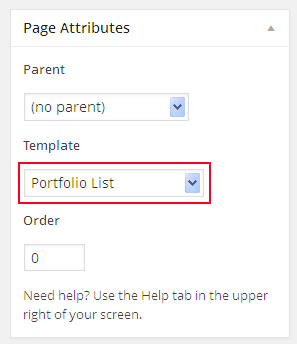 Page Attributes
Parent
(no parent)
Template
Portfolio List
Order
0
Need help? Use the Help tab in the upper
right of your screen.